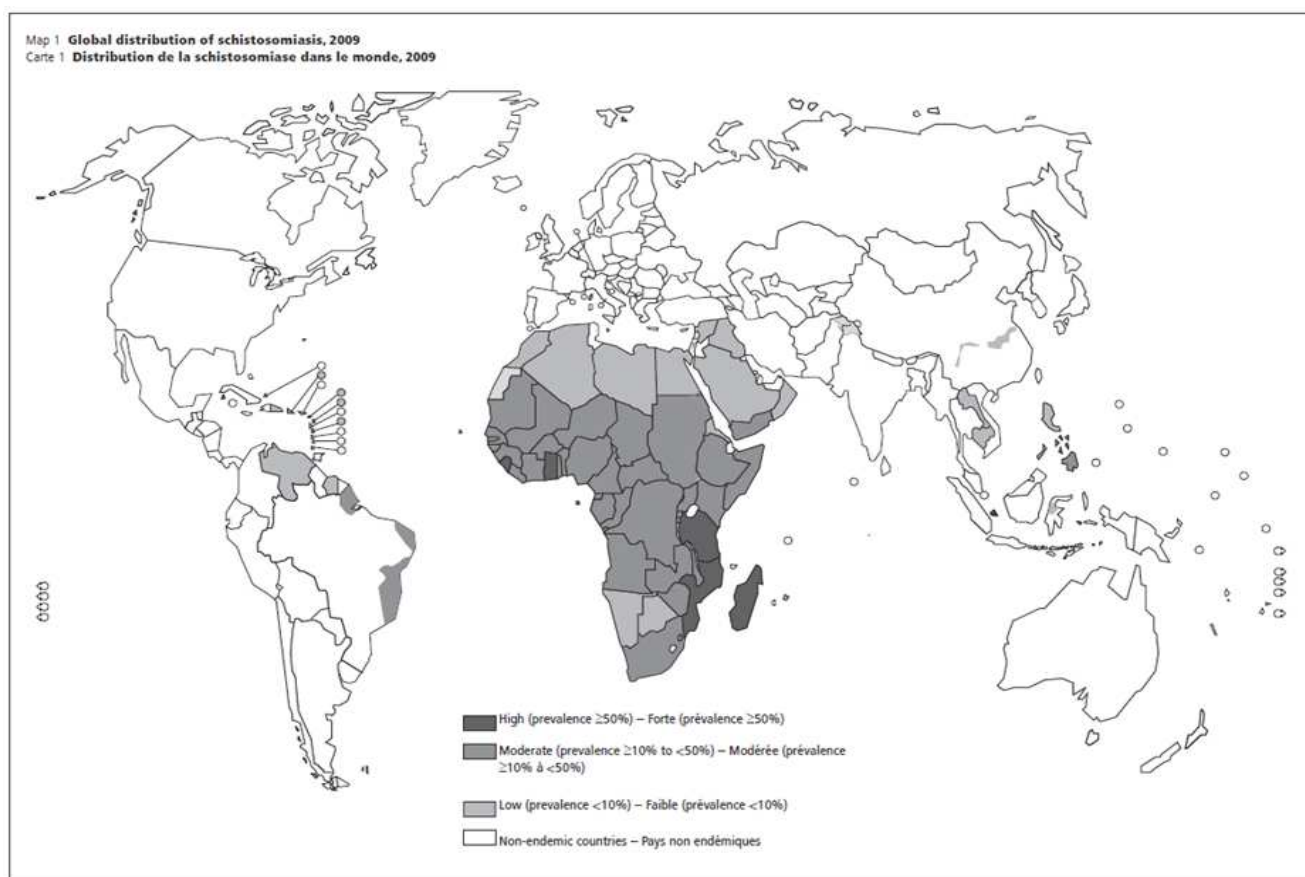 Map 1 Global distribution of schistosomiasis, 2009
Carte 1 Distribution de la schistosomiase dans le monde, 2009
High (prevalence ≥50%) – Forte (prévalence ≥50%)
Moderate (prevalence ≥10% to <50%) – Modérée (prévalence
≥10% à <50%)
Low (prevalence <10%) – Faible (prévalence <10%)
Non-endemic countries – Pays non endémiques